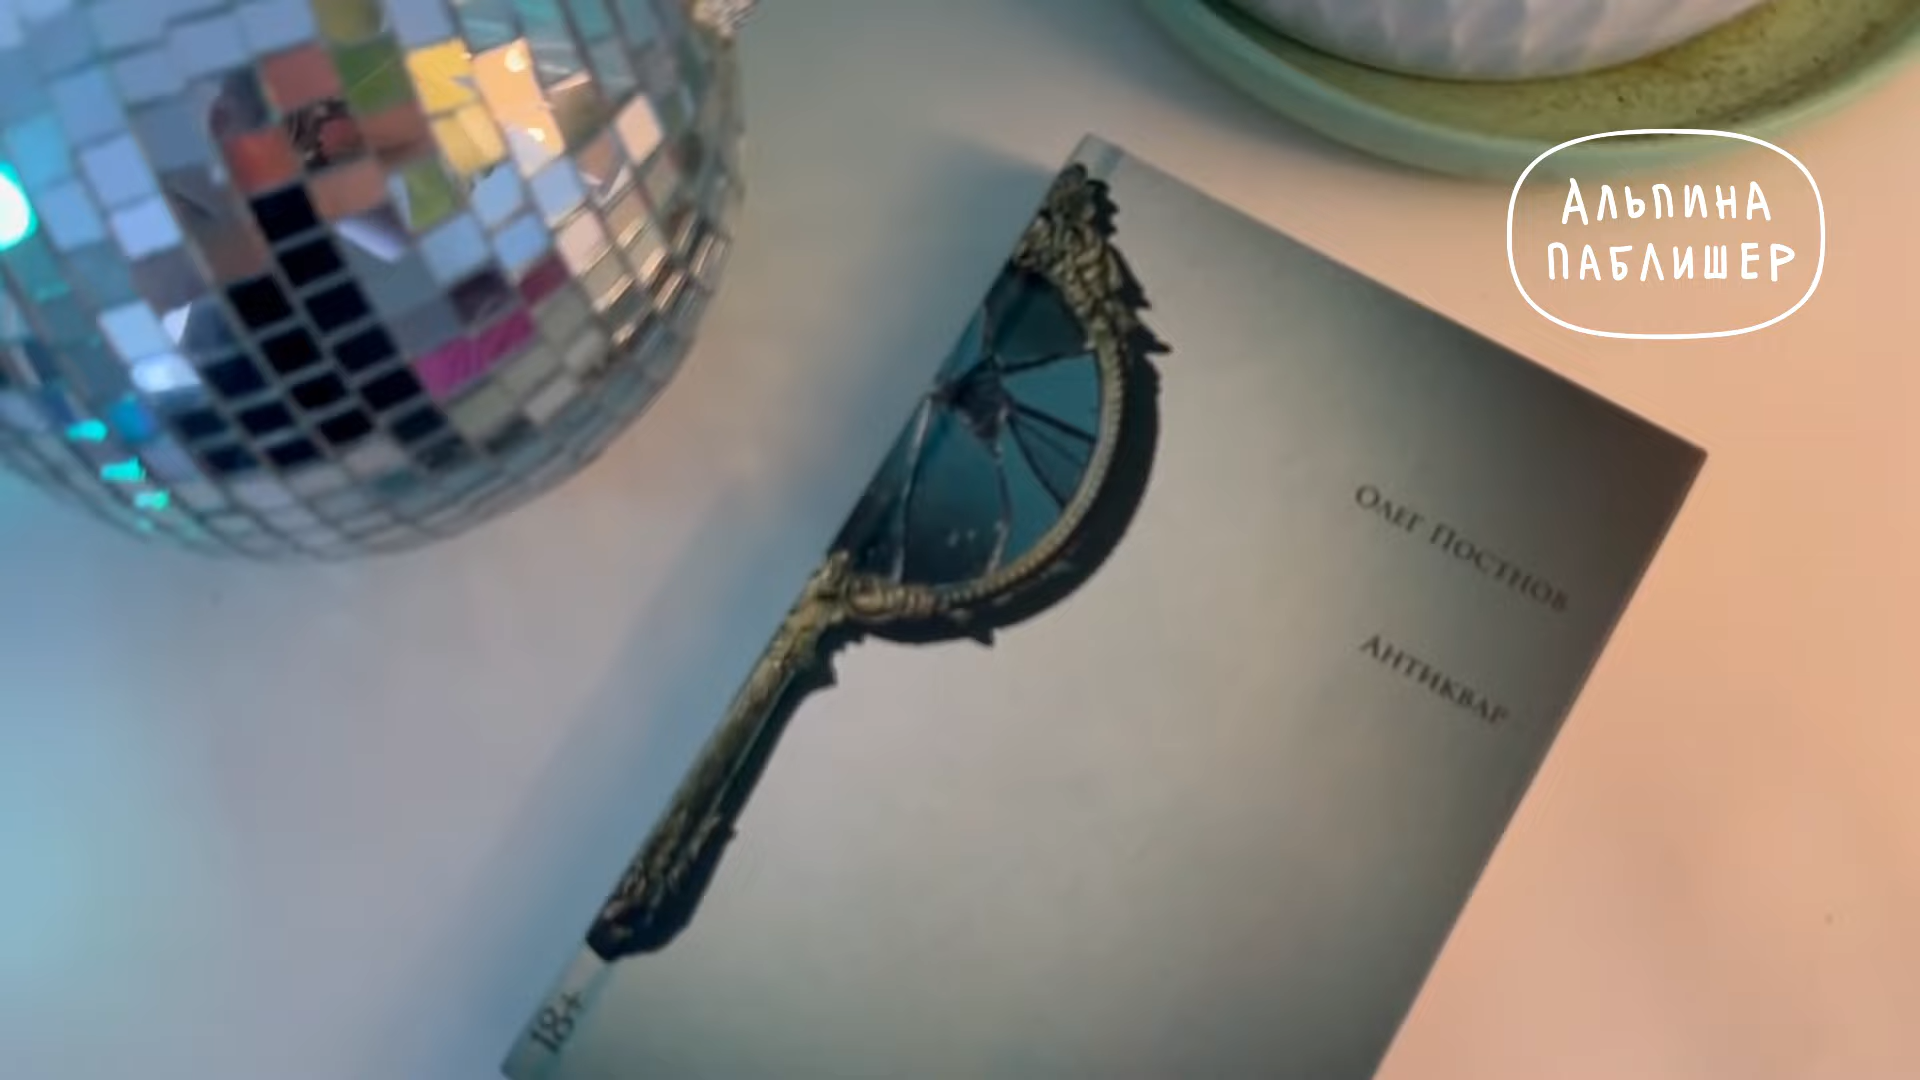 АЛЬПИНА
ПАБЛИШЕР
Олег Постнов
Антиквар
18+